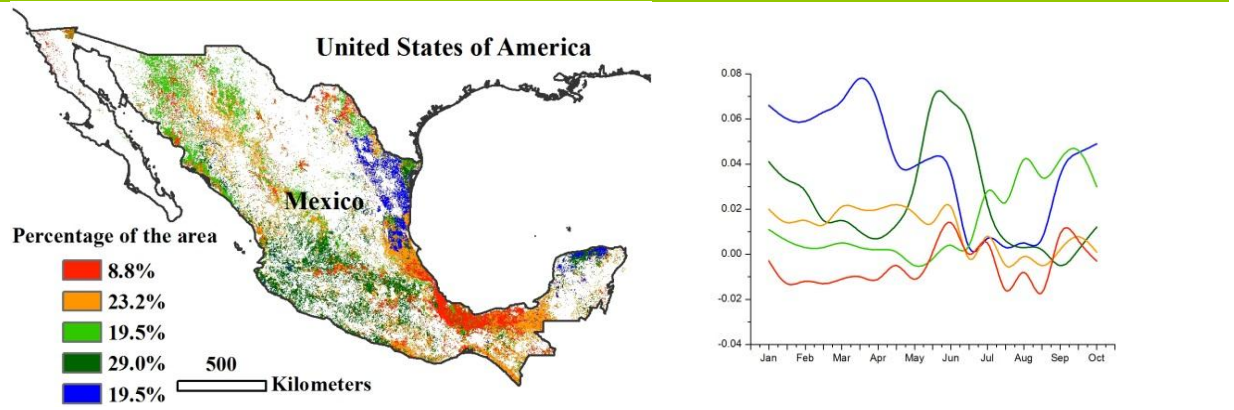 United States of America
Mexico
Percentage of the area
8.8%
23.2%
19.5%
29.0%
19.5%
500
Kilometers
0.08
0.06
0.04
0.02
0.00
-0.02
-0.04
Jan Feb Mar Apr May Jun Jul Aug Sep Oct